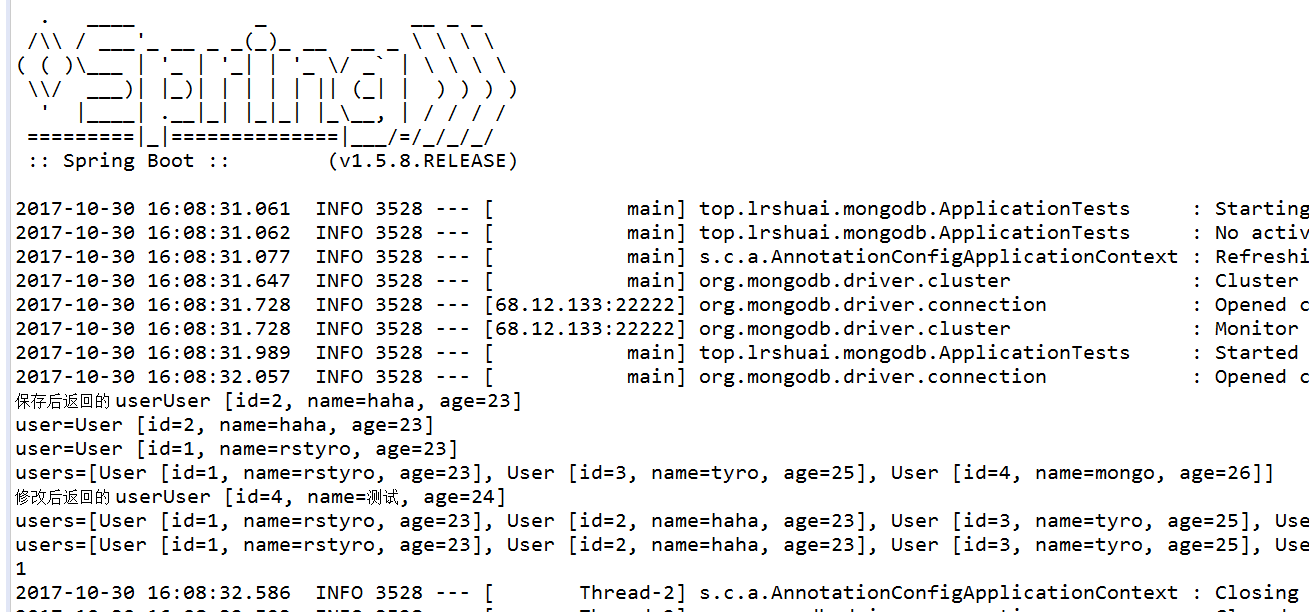 .   ____          _            __ _ _
 /\\ / ___'_ __ _ _(_)_ __  __ _ \ \ \ \
( ( )\___ | '_ | '_| | '_ \/ _` | \ \ \ \
 \\/  ___)| |_)| | | | | || (_| |  ) ) ) )
  '  |____| .__|_| |_|_| |_\__, | / / / /
 =========|_|==============|___/=/_/_/_/
 :: Spring Boot ::        (v1.5.8.RELEASE)
2017-10-30 16:08:31.061  INFO 3528 --- [           main] top.lrshuai.mongodb.ApplicationTests     : Starting
2017-10-30 16:08:31.062  INFO 3528 --- [           main] top.lrshuai.mongodb.ApplicationTests     : No activ
2017-10-30 16:08:31.077  INFO 3528 --- [           main] s.c.a.AnnotationConfigApplicationContext : Refreshi
2017-10-30 16:08:31.647  INFO 3528 --- [           main] org.mongodb.driver.cluster               : Cluster
2017-10-30 16:08:31.728  INFO 3528 --- [68.12.133:22222] org.mongodb.driver.connection            : Opened c
2017-10-30 16:08:31.728  INFO 3528 --- [68.12.133:22222] org.mongodb.driver.cluster               : Monitor
2017-10-30 16:08:31.989  INFO 3528 --- [           main] top.lrshuai.mongodb.ApplicationTests     : Started
2017-10-30 16:08:32.057  INFO 3528 --- [           main] org.mongodb.driver.connection            : Opened c
保存后返回的 userUser [id=2, name=haha, age=23]
user=User [id=2, name=haha, age=23]
user=User [id=1, name=rstyro, age=23]
users=[User [id=1, name=rstyro, age=23], User [id=3, name=tyro, age=25], User [id=4, name=mongo, age=26]]
修改后返回的 userUser [id=4, name=测试, age=24]
users=[User [id=1, name=rstyro, age=23], User [id=2, name=haha, age=23], User [id=3, name=tyro, age=25], Use
users=[User [id=1, name=rstyro, age=23], User [id=2, name=haha, age=23], User [id=3, name=tyro, age=25], Use
1
2017-10-30 16:08:32.586  INFO 3528 --- [       Thread-2] s.c.a.AnnotationConfigApplicationContext : Closing